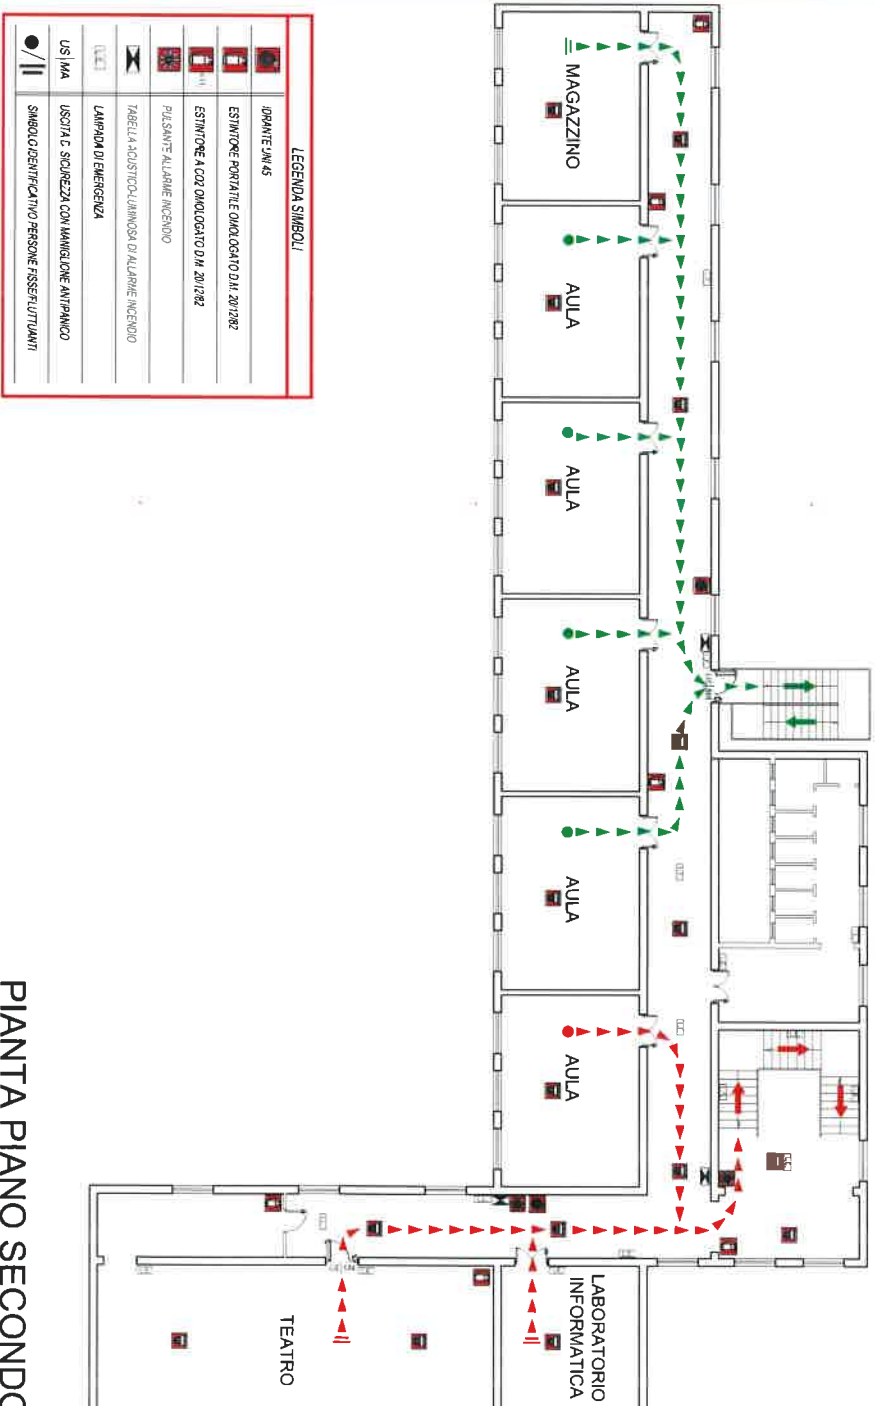 LEGENDA SIMBOLI
IDRANTE UNI 45
ESTINTORE PORTATILE OMOLOGATO D.M. 20/12/82
ESTINTORE A CO2 OMOLOGATO D.M. 20/12/82
PULSANTE ALLARME INCENDIO
TABELLA ACUSTICO-LUMINOSA DI ALLARME INCENDIO
LAMPADA DI EMERGENZA
US MA USCITA DI SICUREZZA CON MANIGLIONE ANTIPANICO
SIMBOLO IDENTIFICATIVO PERSONE FISSE/FLUTTUANTI
MAGAZZINO
AULA
AULA
AULA
AULA
AULA
LABORATORIO
INFORMATICA
TEATRO
PIANTA PIANO SECONDO